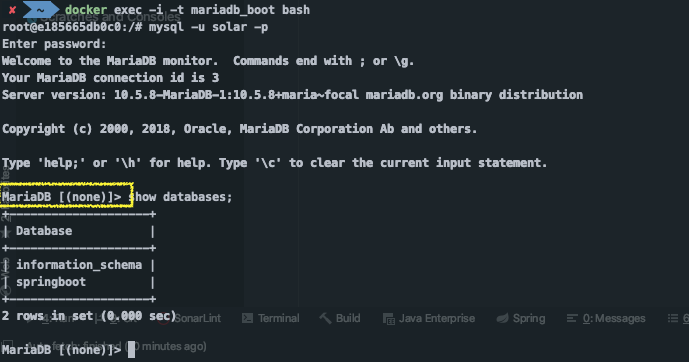 ✘ ~ docker exec -i -t mariadb_boot bash
Scratches and Consoles
root@e185665db0c0:/# mysql -u solar -p
Enter password:
Welcome to the MariaDB monitor.  Commands end with ; or \g.
Your MariaDB connection id is 3
Server version: 10.5.8-MariaDB-1:10.5.8+maria~focal mariadb.org binary distribution
Copyright (c) 2000, 2018, Oracle, MariaDB Corporation Ab and others.
Type 'help;' or '\h' for help. Type '\c' to clear the current input statement.
MariaDB [(none)]> show databases;
+--------------------+
| Database           |
+--------------------+
| information_schema |
| springboot         |
+--------------------+
2 rows in set (0.000 sec)
SonarLint Terminal Build Java Enterprise Spring 0: Messages 6
minutes ago)
MariaDB [(none)]>